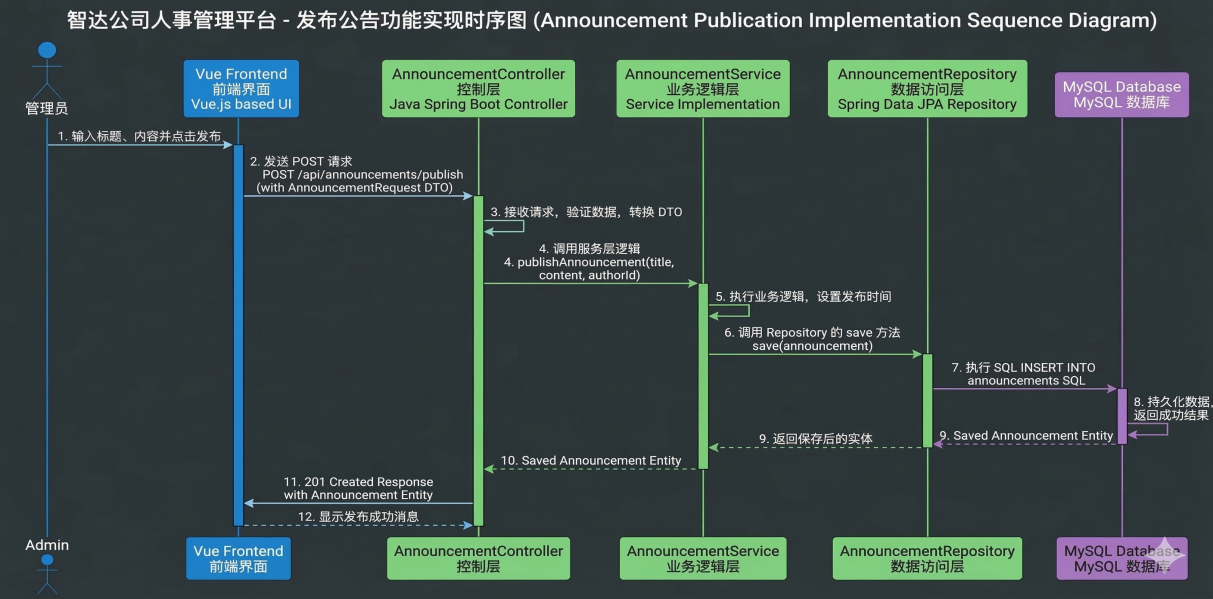 智达公司人事管理平台 - 发布公告功能实现时序图 (Announcement Publication Implementation Sequence Diagram)
管理员
Vue Frontend
前端界面
Vue.js based UI
AnnouncementController
控制层
Java Spring Boot Controller
AnnouncementService
业务逻辑层
Service Implementation
AnnouncementRepository
数据访问层
Spring Data JPA Repository
MySQL Database
MySQL 数据库
1. 输入标题、内容并点击发布
2. 发送 POST 请求
POST /api/announcements/publish
(with AnnouncementRequest DTO)
3. 接收请求，验证数据，转换 DTO
4. 调用服务层逻辑
4. publishAnnouncement(title,
content, authorId)
5. 执行业务逻辑，设置发布时间
6. 调用 Repository 的 save 方法
save(announcement)
7. 执行 SQL INSERT INTO
announcements SQL
8. 持久化数据，
返回成功结果
9. Saved Announcement Entity
9. 返回保存后的实体
10. Saved Announcement Entity
11. 201 Created Response
with Announcement Entity
12. 显示发布成功消息
Admin
Vue Frontend
前端界面
AnnouncementController
控制层
AnnouncementService
业务逻辑层
AnnouncementRepository
数据访问层
MySQL Database
MySQL 数据库